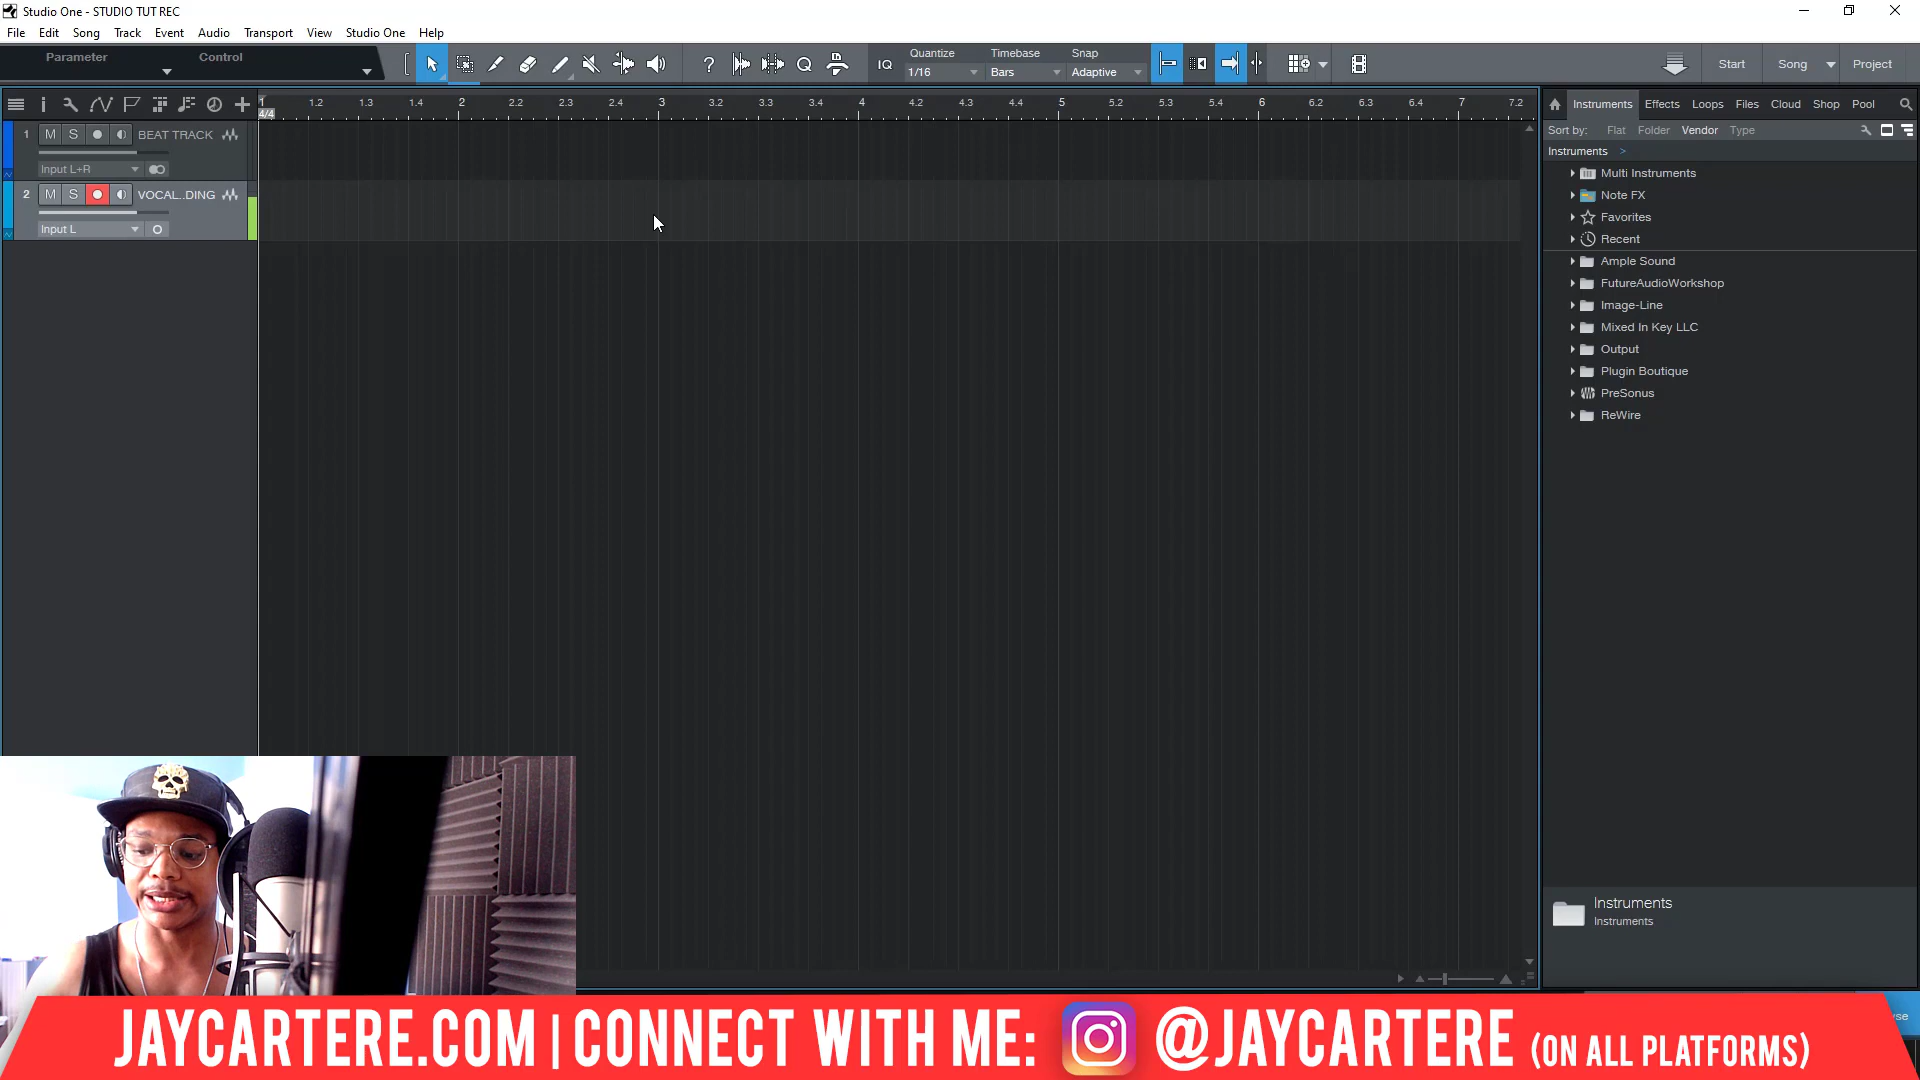 Studio One - STUDIO TUT REC
File Edit Song Track Event Audio Transport View Studio One Help
Parameter Control
IQ Quantize 1/16 Timebase Bars Snap Adaptive
Start Song Project
1 1.2 1.3 1.4 2 2.2 2.3 2.4 3 3.2 3.3 3.4 4 4.2 4.3 4.4 5 5.2 5.3 5.4 6 6.2 6.3 6.4 7 7.2
4/4
1 M S BEAT TRACK
Input L+R
2 M S VOCAL..DING
Input L
Instruments Effects Loops Files Cloud Shop Pool
Sort by: Flat Folder Vendor Type
Instruments >
Multi Instruments
Note FX
Favorites
Recent
Ample Sound
FutureAudioWorkshop
Image-Line
Mixed In Key LLC
Output
Plugin Boutique
PreSonus
ReWire
Instruments
Instruments
JAYCARTERE.COM | CONNECT WITH ME: @JAYCARTERE (ON ALL PLATFORMS)